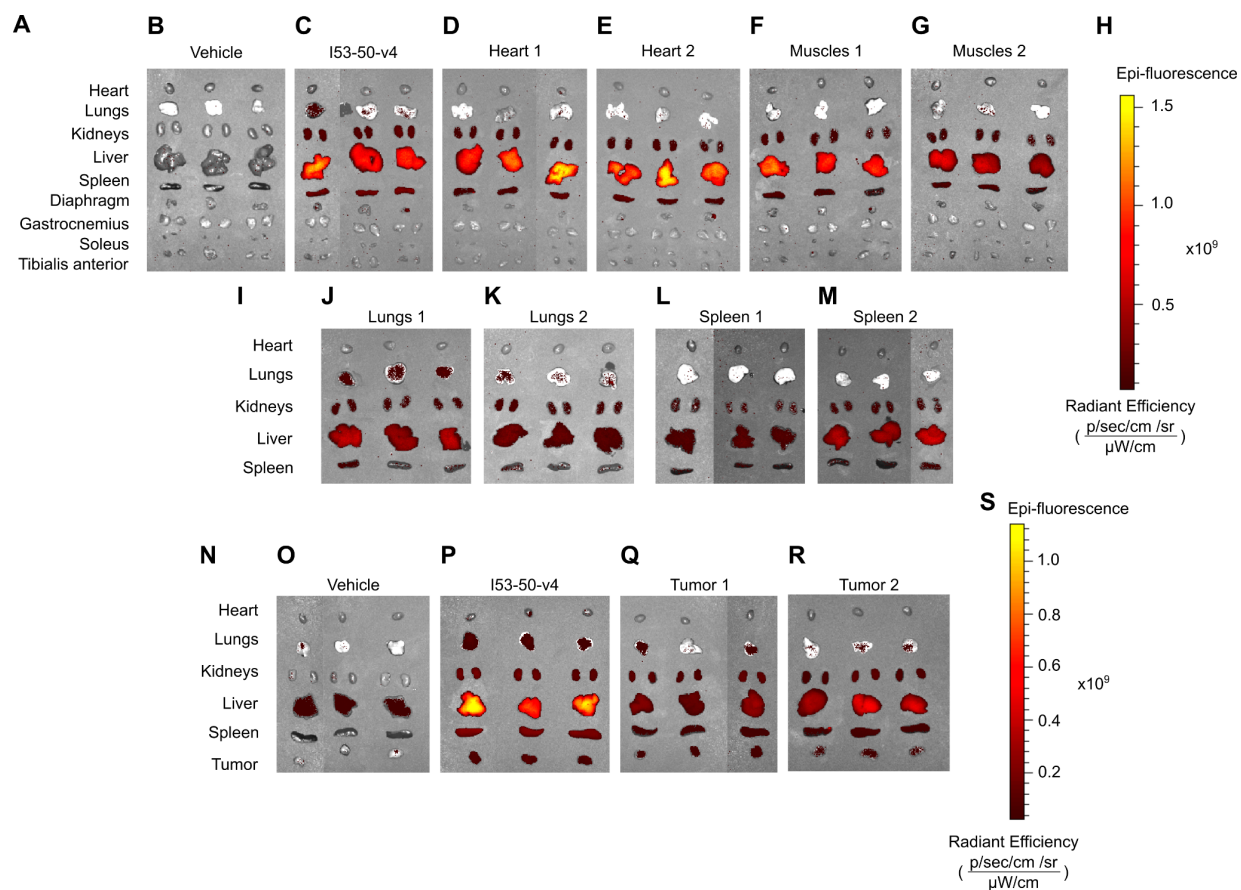 A B C D E F G H
Vehicle I53-50-v4 Heart 1 Heart 2 Muscles 1 Muscles 2
Epi-fluorescence
Heart
Lungs
Kidneys
Liver
Spleen
Diaphragm
Gastrocnemius
Soleus
Tibialis anterior
1.5
1.0
x10⁹
0.5
Radiant Efficiency
( p/sec/cm /sr
µW/cm )
I J K L M
Lungs 1 Lungs 2 Spleen 1 Spleen 2
Heart
Lungs
Kidneys
Liver
Spleen
N O P Q R S
Vehicle I53-50-v4 Tumor 1 Tumor 2
Epi-fluorescence
Heart
Lungs
Kidneys
Liver
Spleen
Tumor
1.0
0.8
0.6
x10⁹
0.4
0.2
Radiant Efficiency
( p/sec/cm /sr
µW/cm )